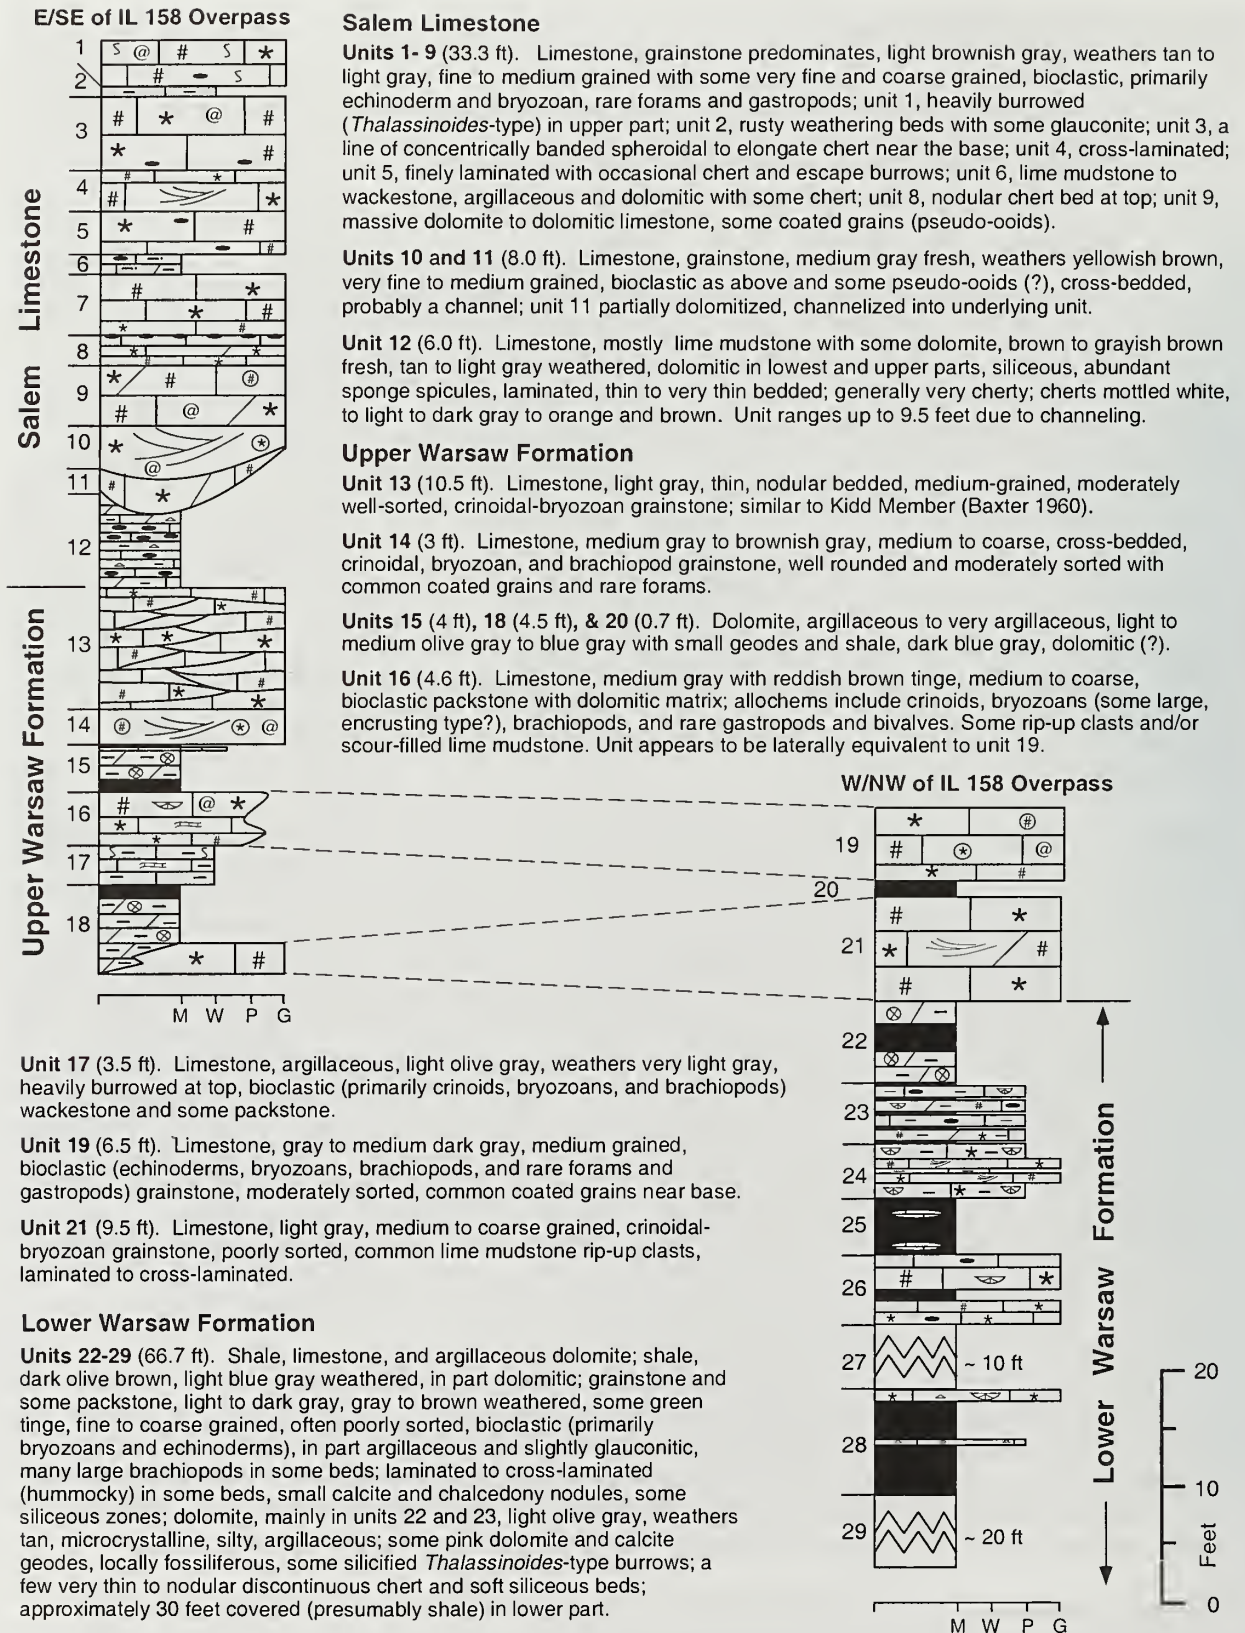 E/SE of IL 158 Overpass
Salem Limestone
Units 1- 9 (33.3 ft). Limestone, grainstone predominates, light brownish gray, weathers tan to
light gray, fine to medium grained with some very fine and coarse grained, bioclastic, primarily
echinoderm and bryozoan, rare forams and gastropods; unit 1, heavily burrowed
(Thalassinoides-type) in upper part; unit 2, rusty weathering beds with some glauconite; unit 3, a
line of concentrically banded spheroidal to elongate chert near the base; unit 4, cross-laminated;
unit 5, finely laminated with occasional chert and escape burrows; unit 6, lime mudstone to
wackestone, argillaceous and dolomitic with some chert; unit 8, nodular chert bed at top; unit 9,
massive dolomite to dolomitic limestone, some coated grains (pseudo-ooids).
Units 10 and 11 (8.0 ft). Limestone, grainstone, medium gray fresh, weathers yellowish brown,
very fine to medium grained, bioclastic as above and some pseudo-ooids (?), cross-bedded,
probably a channel; unit 11 partially dolomitized, channelized into underlying unit.
Unit 12 (6.0 ft). Limestone, mostly lime mudstone with some dolomite, brown to grayish brown
fresh, tan to light gray weathered, dolomitic in lowest and upper parts, siliceous, abundant
sponge spicules, laminated, thin to very thin bedded; generally very cherty; cherts mottled white,
to light to dark gray to orange and brown. Unit ranges up to 9.5 feet due to channeling.
Upper Warsaw Formation
Unit 13 (10.5 ft). Limestone, light gray, thin, nodular bedded, medium-grained, moderately
well-sorted, crinoidal-bryozoan grainstone; similar to Kidd Member (Baxter 1960).
Unit 14 (3 ft). Limestone, medium gray to brownish gray, medium to coarse, cross-bedded,
crinoidal, bryozoan, and brachiopod grainstone, well rounded and moderately sorted with
common coated grains and rare forams.
Units 15 (4 ft), 18 (4.5 ft), & 20 (0.7 ft). Dolomite, argillaceous to very argillaceous, light to
medium olive gray to blue gray with small geodes and shale, dark blue gray, dolomitic (?).
Unit 16 (4.6 ft). Limestone, medium gray with reddish brown tinge, medium to coarse,
bioclastic packstone with dolomitic matrix; allochems include crinoids, bryozoans (some large,
encrusting type?), brachiopods, and rare gastropods and bivalves. Some rip-up clasts and/or
scour-filled lime mudstone. Unit appears to be laterally equivalent to unit 19.
Salem Limestone
Upper Warsaw Formation
1
2
3
4
5
6
7
8
9
10
11
12
13
14
15
16
17
18
M W P G
W/NW of IL 158 Overpass
19
20
21
22
23
24
25
26
27
~ 10 ft
28
29
~ 20 ft
M W P G
Lower Warsaw Formation
20
10
0
Feet
Unit 17 (3.5 ft). Limestone, argillaceous, light olive gray, weathers very light gray,
heavily burrowed at top, bioclastic (primarily crinoids, bryozoans, and brachiopods)
wackestone and some packstone.
Unit 19 (6.5 ft). Limestone, gray to medium dark gray, medium grained,
bioclastic (echinoderms, bryozoans, brachiopods, and rare forams and
gastropods) grainstone, moderately sorted, common coated grains near base.
Unit 21 (9.5 ft). Limestone, light gray, medium to coarse grained, crinoidal-
bryozoan grainstone, poorly sorted, common lime mudstone rip-up clasts,
laminated to cross-laminated.
Lower Warsaw Formation
Units 22-29 (66.7 ft). Shale, limestone, and argillaceous dolomite; shale,
dark olive brown, light blue gray weathered, in part dolomitic; grainstone and
some packstone, light to dark gray, gray to brown weathered, some green
tinge, fine to coarse grained, often poorly sorted, bioclastic (primarily
bryozoans and echinoderms), in part argillaceous and slightly glauconitic,
many large brachiopods in some beds; laminated to cross-laminated
(hummocky) in some beds, small calcite and chalcedony nodules, some
siliceous zones; dolomite, mainly in units 22 and 23, light olive gray, weathers
tan, microcrystalline, silty, argillaceous; some pink dolomite and calcite
geodes, locally fossiliferous, some silicified Thalassinoides-type burrows; a
few very thin to nodular discontinuous chert and soft siliceous beds;
approximately 30 feet covered (presumably shale) in lower part.